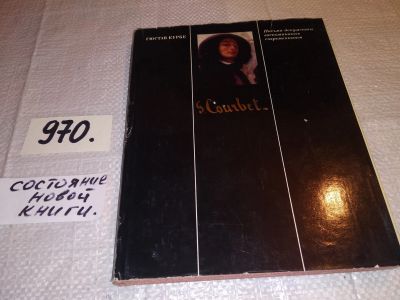 ГЮСТАВ КУРБЕ
Письма документы
воспоминания
современников
G. Courbet.
970.
СОСТОЯНИЕ
НОВОЙ
КНИГИ.